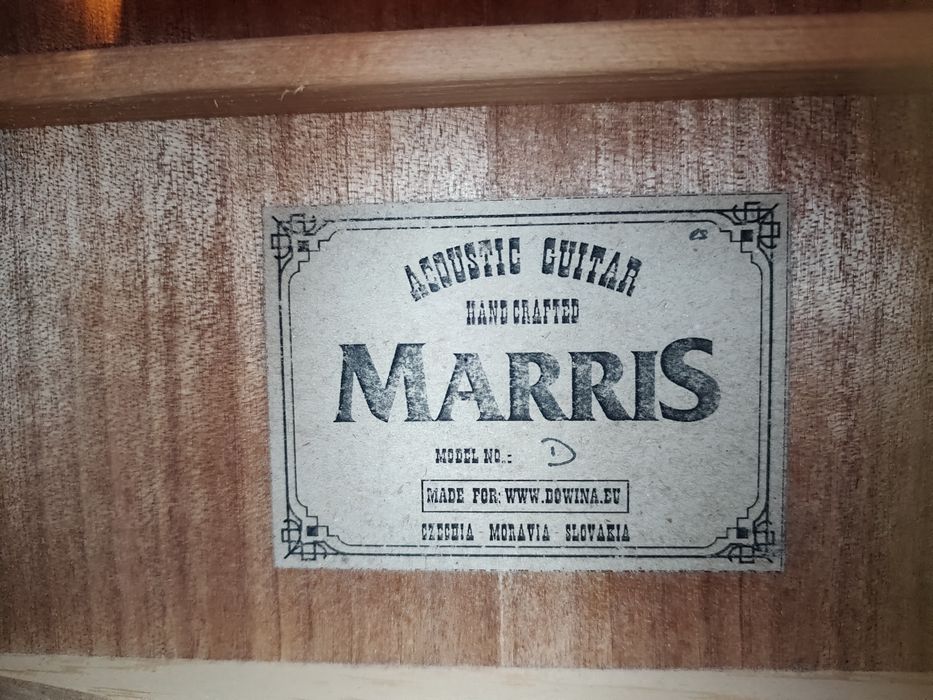 ACOUSTIC GUITAR
HAND CRAFTED
MARRIS
MODEL NO.: D
MADE FOR: WWW.DOWINA.EU
CZECHIA MORAVIA SLOVAKIA